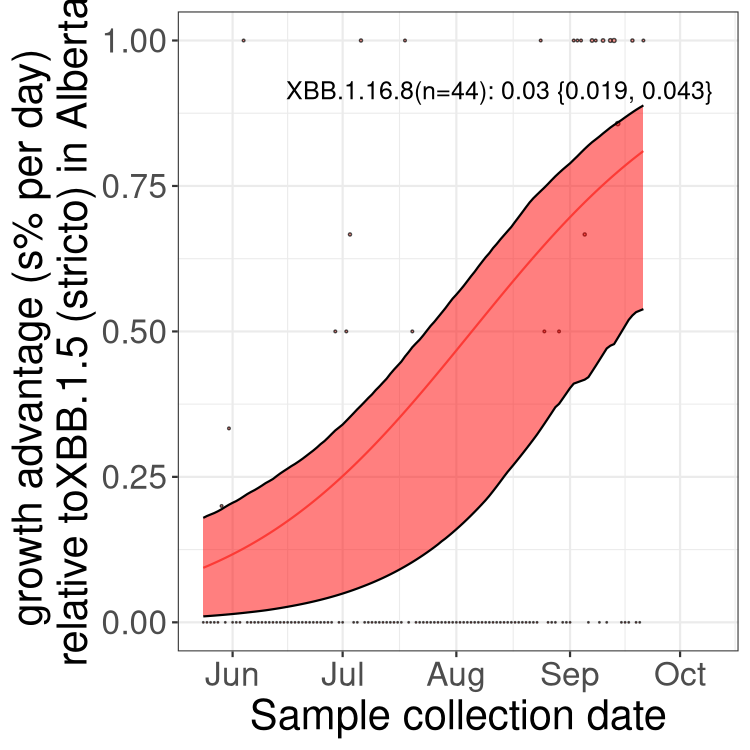 growth advantage (s% per day)
relative toXBB.1.5 (stricto) in Alberta
1.00
0.75
0.50
0.25
0.00
XBB.1.16.8(n=44): 0.03 {0.019, 0.043}
Jun Jul Aug Sep Oct
Sample collection date